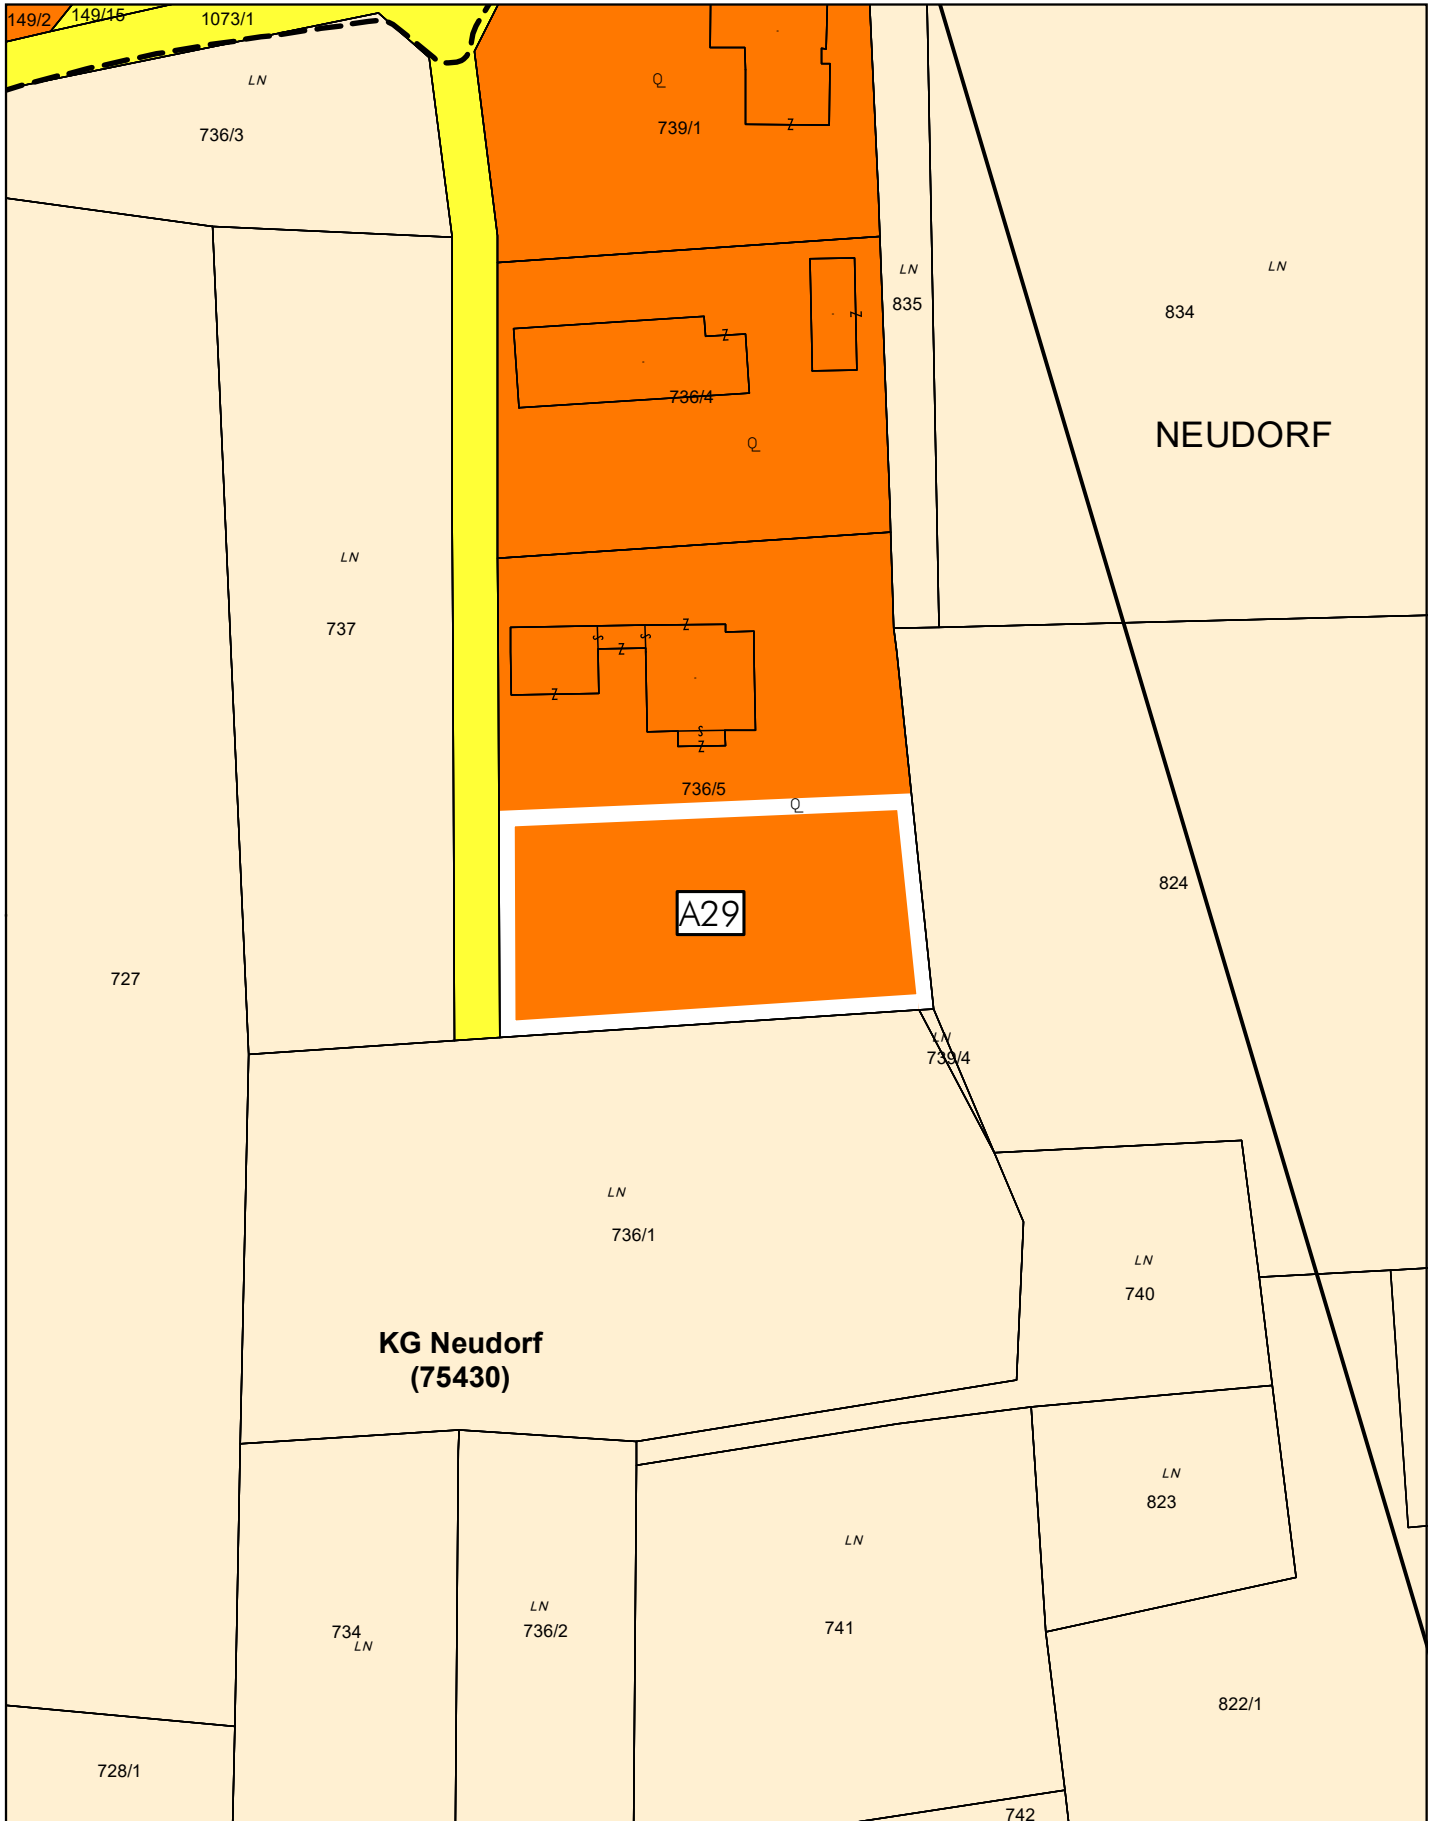 149/2
149/15
1073/1
LN
736/3
Q
739/1
Z
LN
835
LN
834
Z
Z
736/4
Q
NEUDORF
LN
737
Z
S
S
Z
Z
S
Z
736/5
Q
A29
824
727
LN
739/4
LN
736/1
LN
740
KG Neudorf
(75430)
LN
823
LN
741
LN
736/2
734
LN
822/1
728/1
742